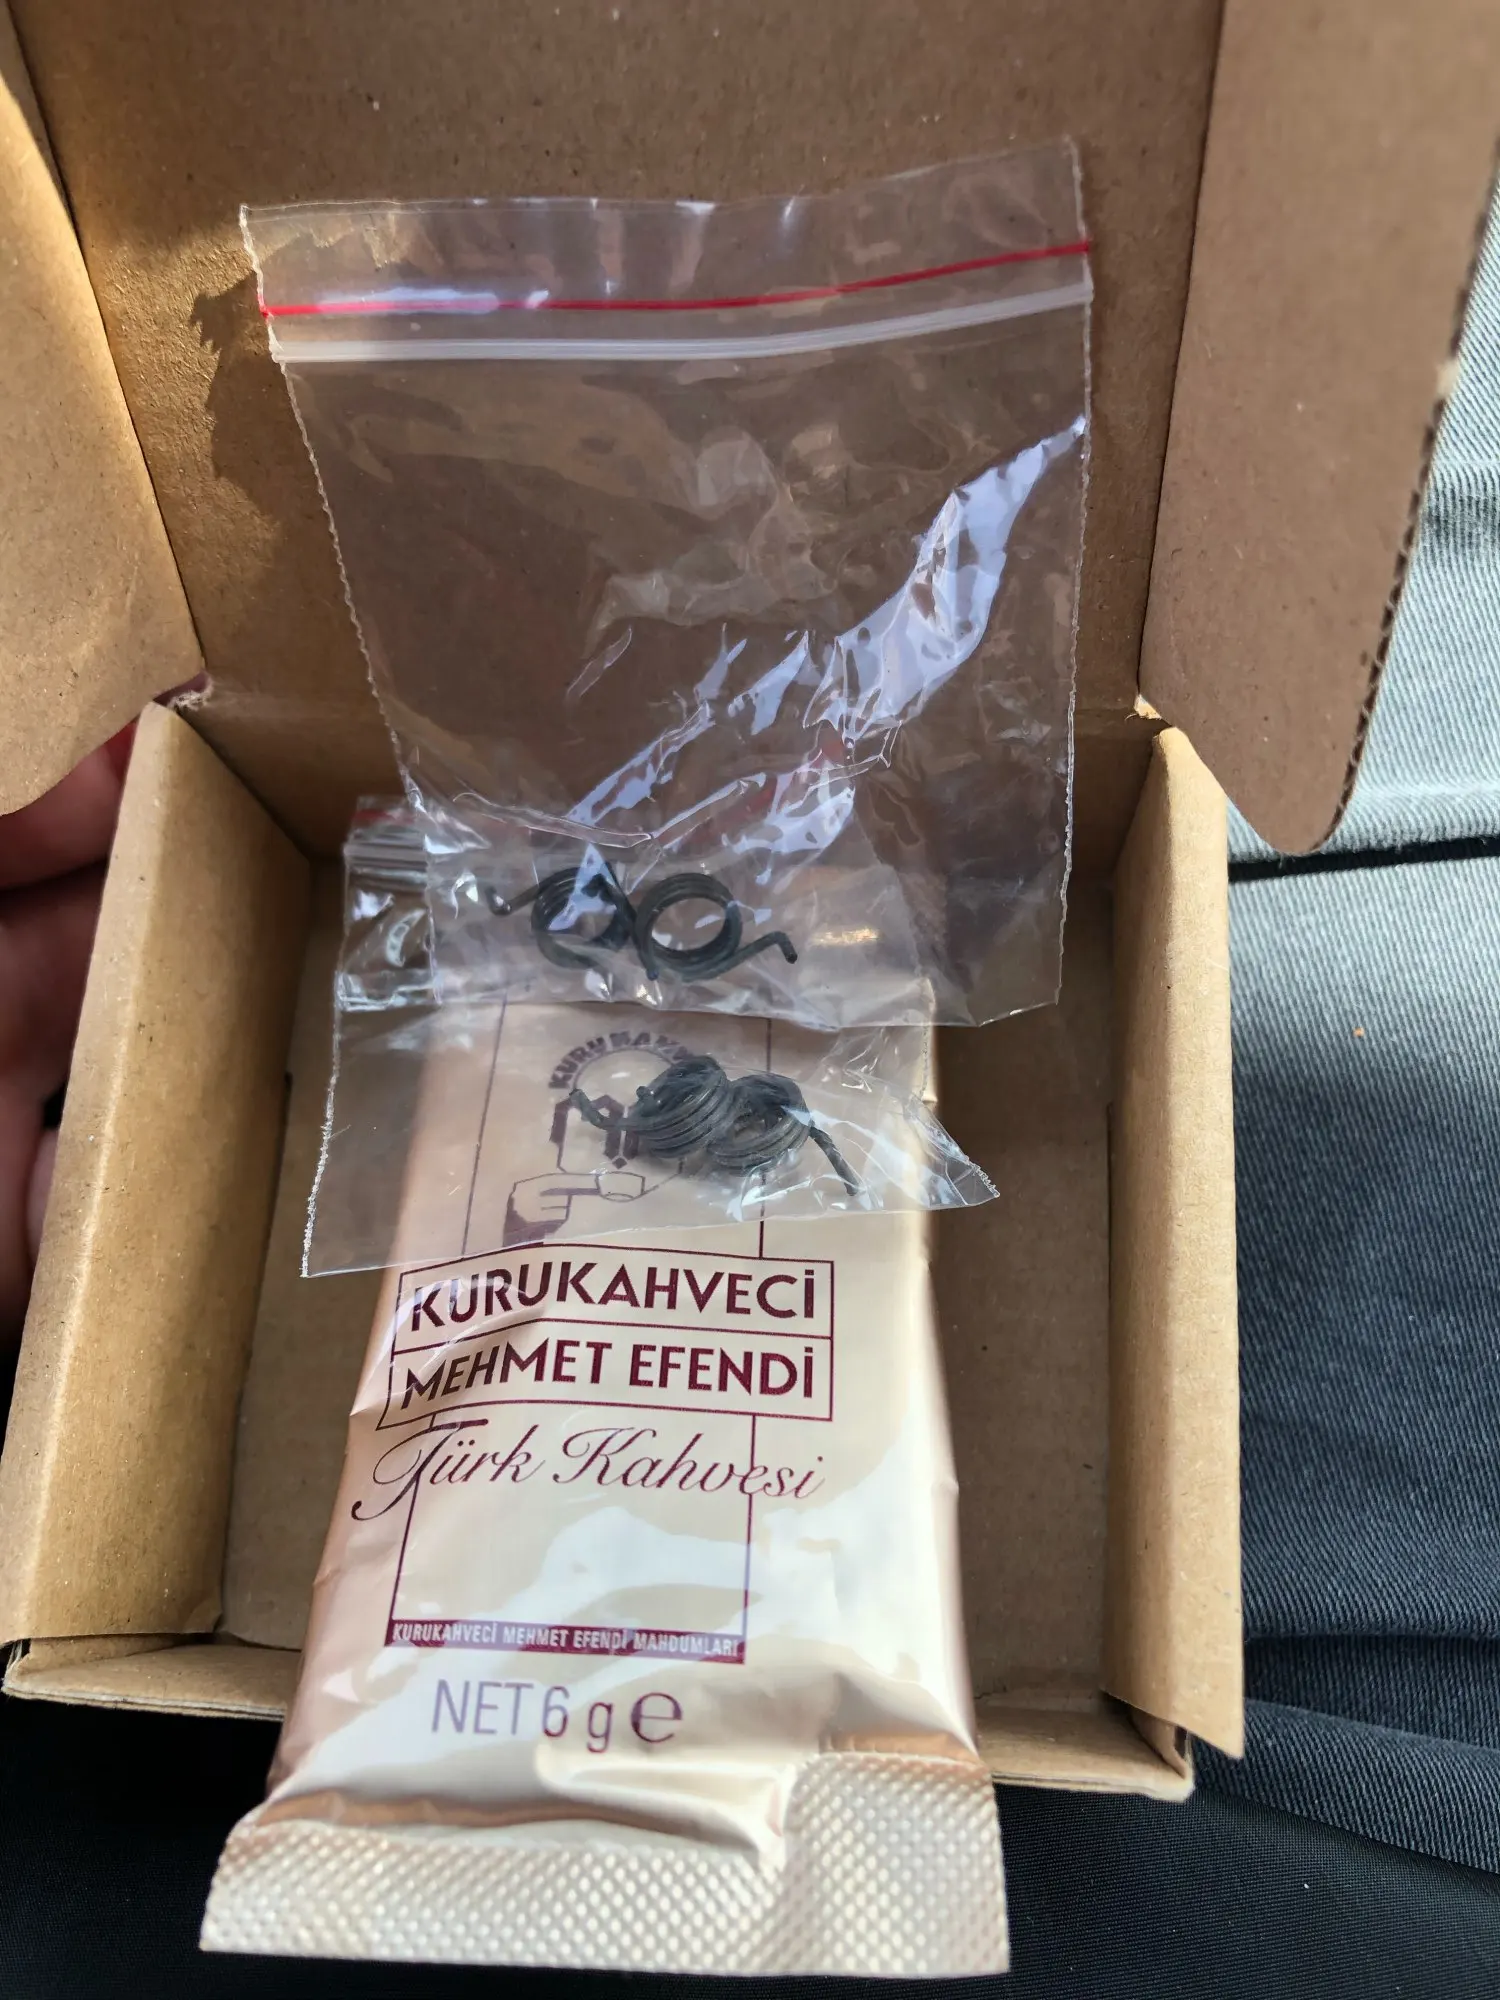 KURUKAHVECİ
MEHMET EFENDİ
Türk Kahvesi
KURUKAHVECİ MEHMET EFENDİ MAHDUMLARI
NET 6 g e